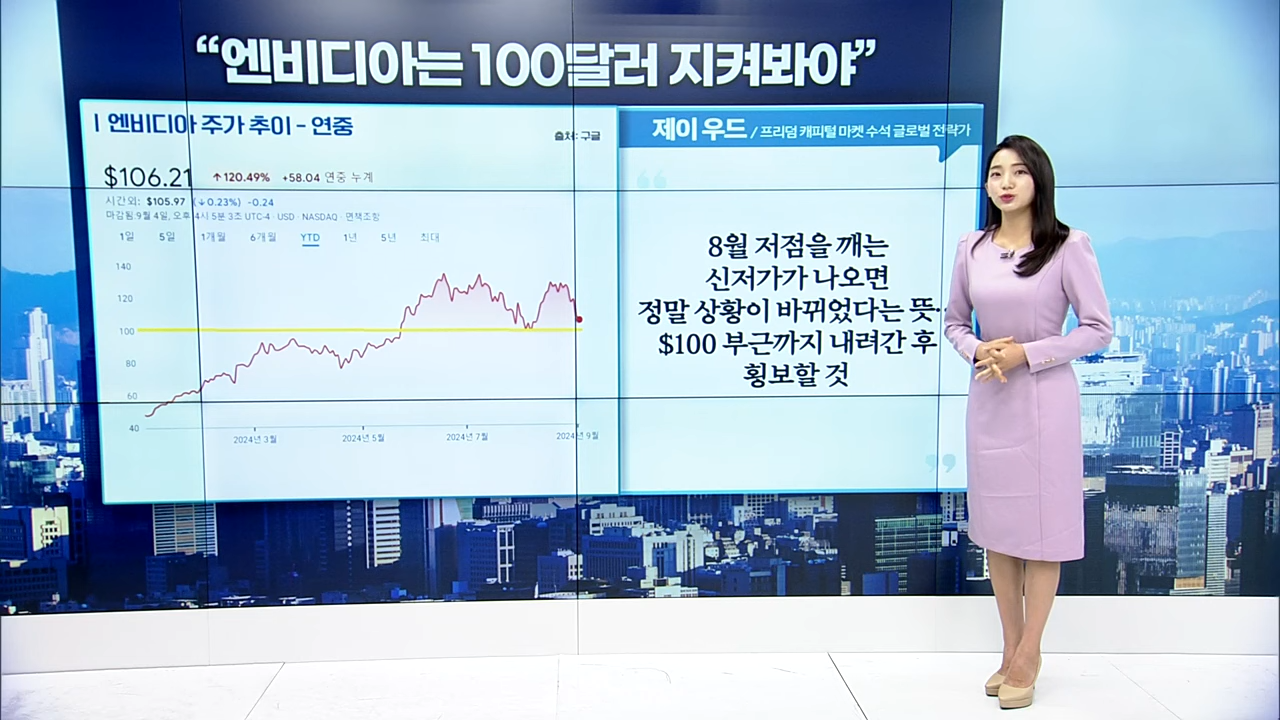 “엔비디아는 100달러 지켜봐야”
엔비디아 주가 추이 - 연중
출처: 구글
$106.21 ↑120.49% +58.04 연중 누계
시간외: $105.97 (↓0.23%) -0.24
마감됨: 9월 4일, 오후 4시 5분 3초 UTC-4 · USD · NASDAQ · 면책조항
1일 5일 1개월 6개월 YTD 1년 5년 최대
140
120
100
80
60
40
2024년 3월 2024년 5월 2024년 7월 2024년 9월
제이 우드 / 프리덤 캐피털 마켓 수석 글로벌 전략가
“
8월 저점을 깨는
신저가가 나오면
정말 상황이 바뀌었다는 뜻…
$100 부근까지 내려간 후
횡보할 것
”